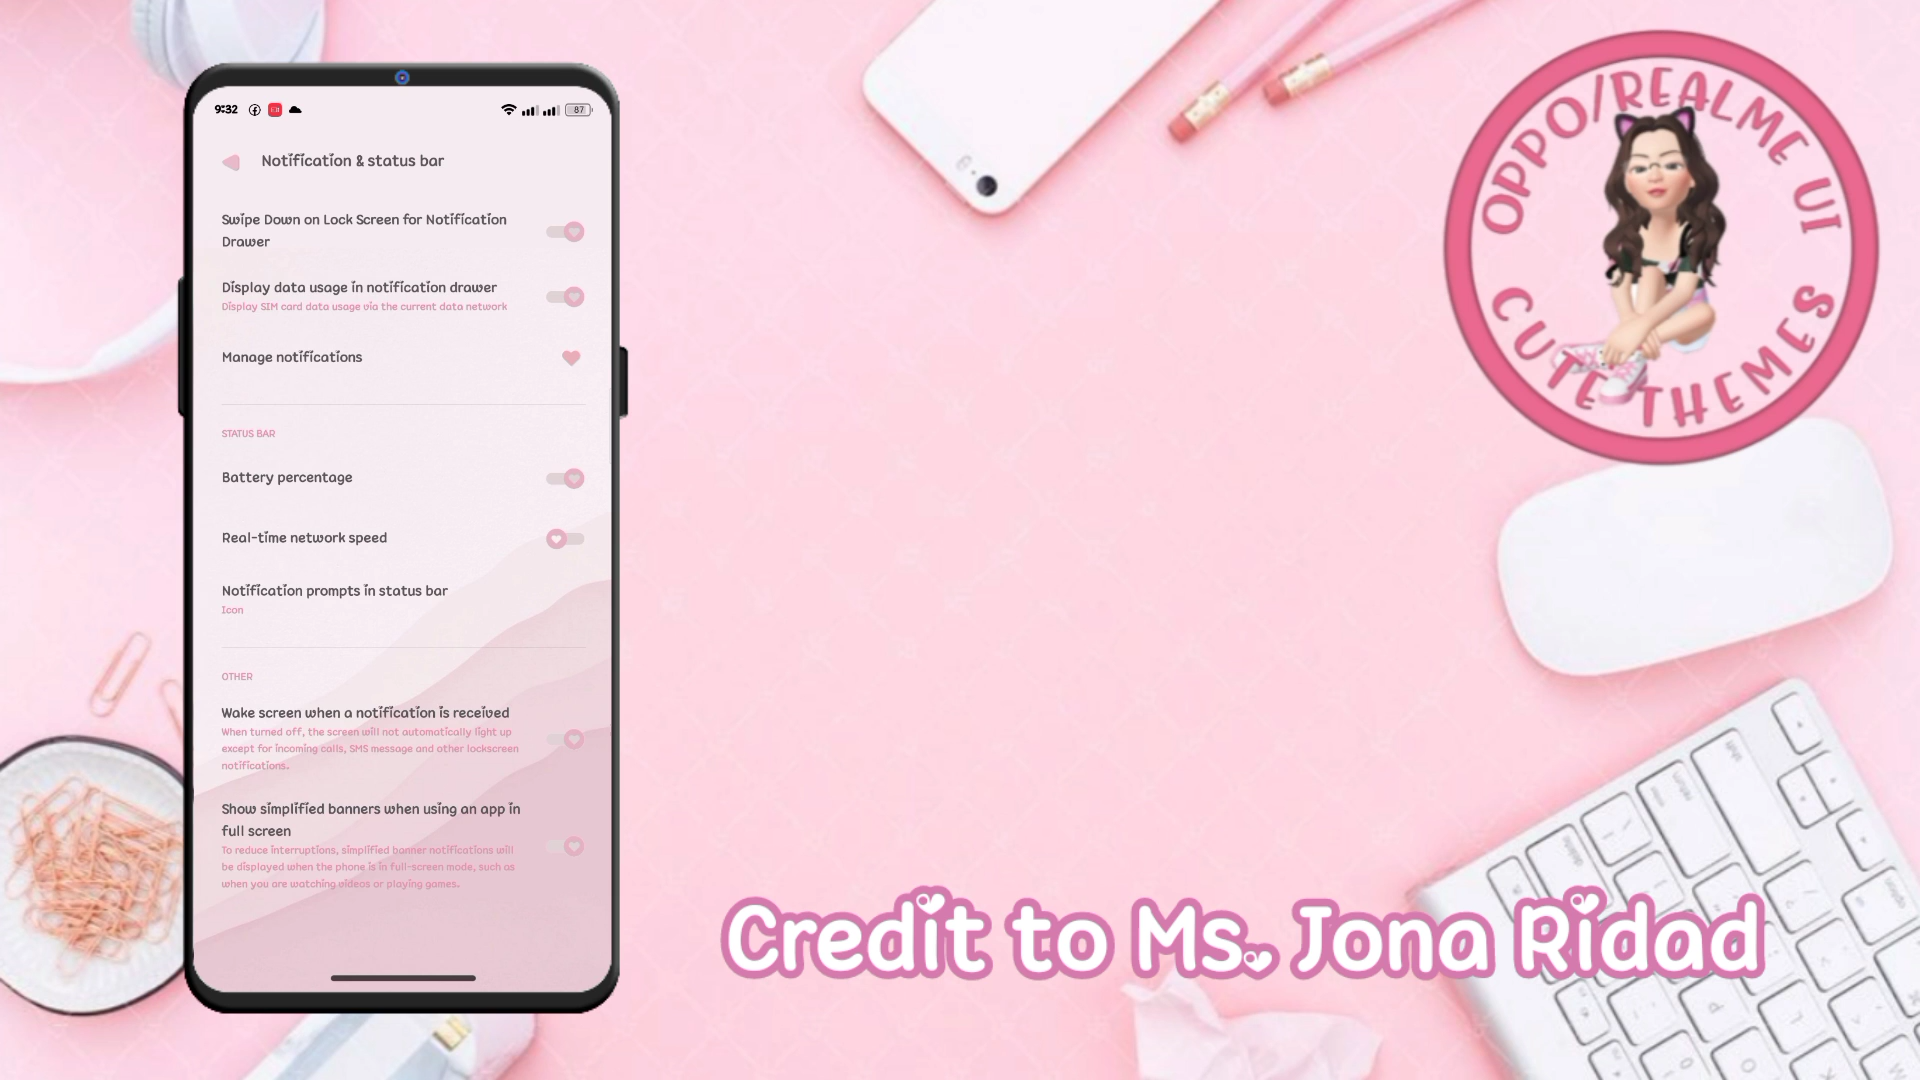 9:32
87
Notification & status bar
Swipe Down on Lock Screen for Notification
Drawer
Display data usage in notification drawer
Display SIM card data usage via the current data network
Manage notifications
STATUS BAR
Battery percentage
Real-time network speed
Notification prompts in status bar
Icon
OTHER
Wake screen when a notification is received
When turned off, the screen will not automatically light up
except for incoming calls, SMS message and other lockscreen
notifications.
Show simplified banners when using an app in
full screen
To reduce interruptions, simplified banner notifications will
be displayed when the phone is in full-screen mode, such as
when you are watching videos or playing games.
OPPO/REALME UI
CUTE THEMES
Credit to Ms. Jona Ridad